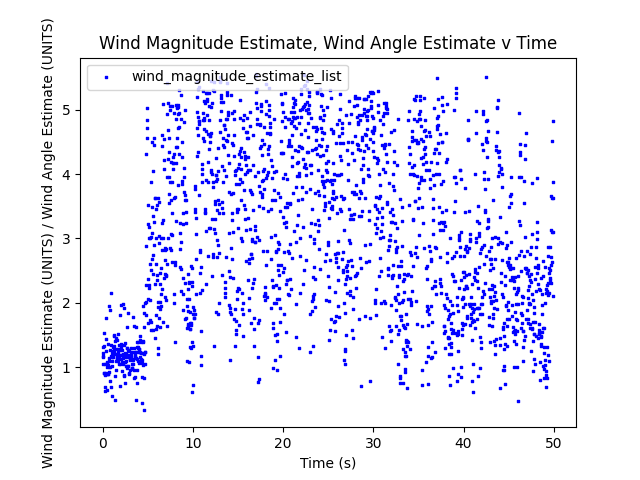 Wind Magnitude Estimate, Wind Angle Estimate v Time
wind_magnitude_estimate_list
Wind Magnitude Estimate (UNITS) / Wind Angle Estimate (UNITS)
5
4
3
2
1
0 10 20 30 40 50
Time (s)